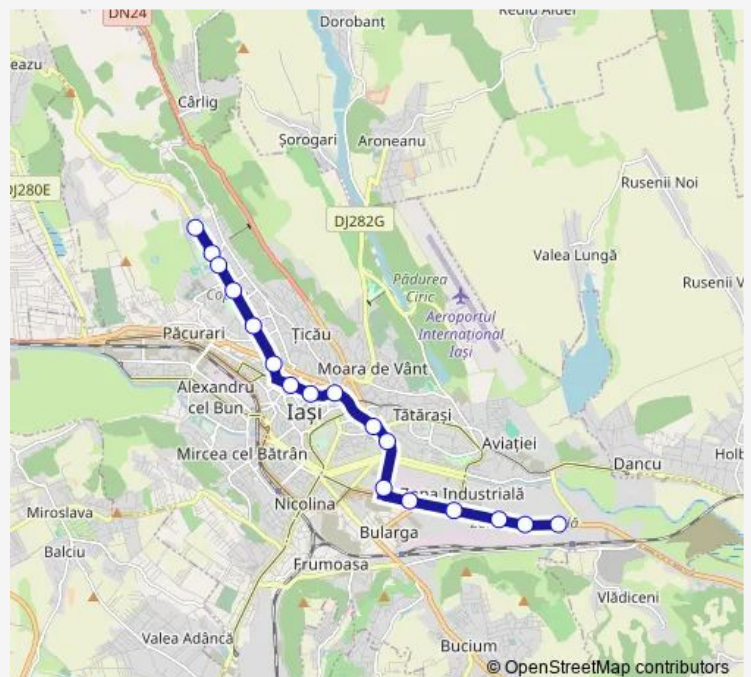 DN24
Dorobanț
Rediu Aldei
eazu
Cârlig
Șorogari
Aroneanu
DJ280E
Rusenii Noi
DJ282G
Valea Lungă
Pădurea
Ciric
Rusenii V
Aeroportul
Internațional
Iași
Păcurari
Țicău
Moara de Vânt
Alexandru
cel Bun
Iași
Tătărași
Aviației
Mircea cel Bătrân
Dancu
Holb
Zona Industrială
Nicolina
Miroslava
Bularga
Balciu
Frumoasa
Vlădiceni
Valea Adâncă
Bucium
© OpenStreetMap contributors